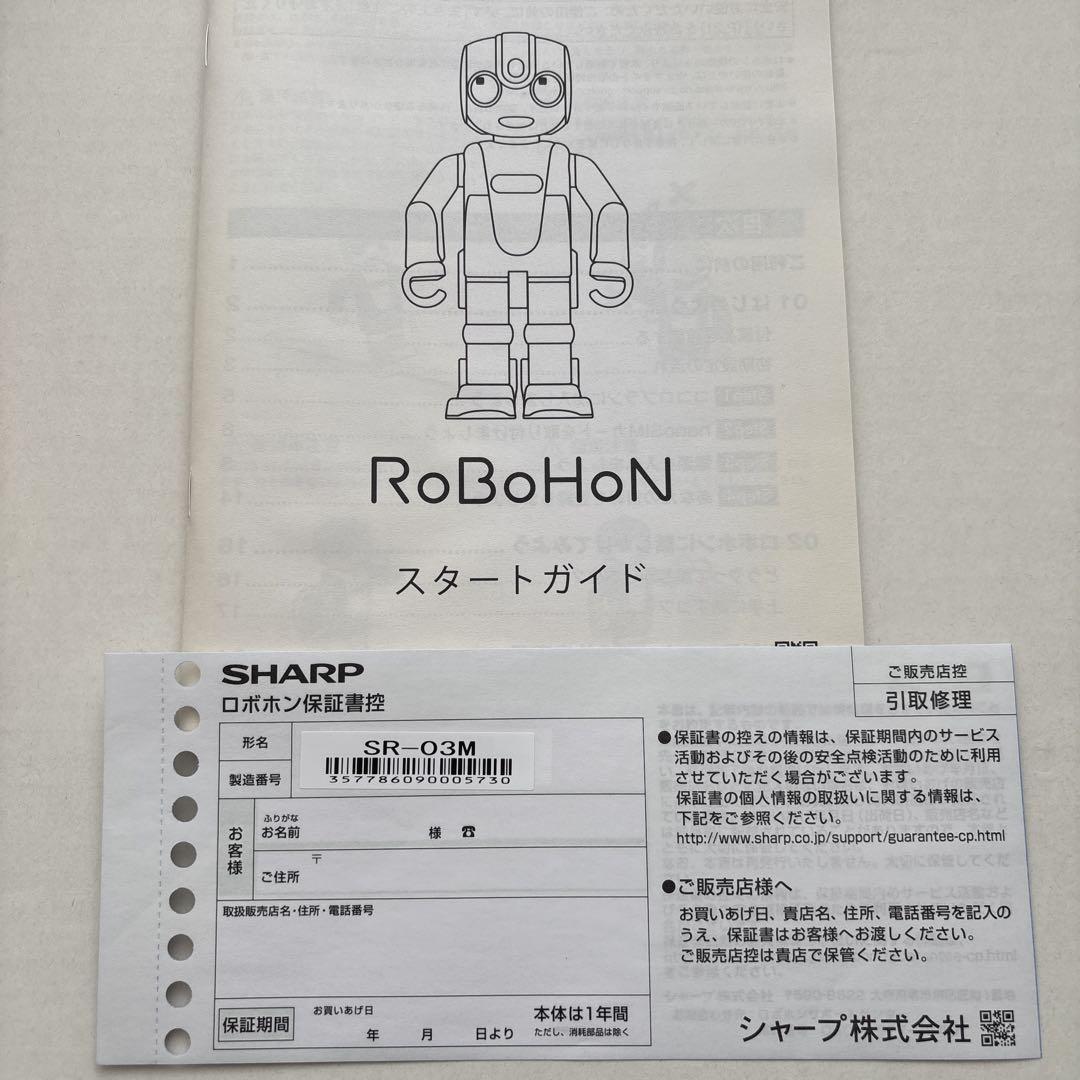 RoBoHoN
スタートガイド
SHARP
ロボホン保証書控
ご販売店控
引取修理
形名
SR-03M
製造番号
357786090005730
お客様
ふりがな
お名前
様 ☎
〒
ご住所
取扱販売店名・住所・電話番号
保証期間
お買いあげ日
年 月 日より
本体は1年間
ただし、消耗部品は除く
●保証書の控えの情報は、保証期間内のサービス
活動およびその後の安全点検活動のために利用
させていただく場合がございます。
保証書の個人情報の取扱いに関する情報は、
下記をご参照ください。
http://www.sharp.co.jp/support/guarantee-cp.html
●ご販売店様へ
お買いあげ日、貴店名、住所、電話番号を記入の
うえ、保証書はお客様へお渡しください。
ご販売店控は貴店で保管ください。
シャープ株式会社